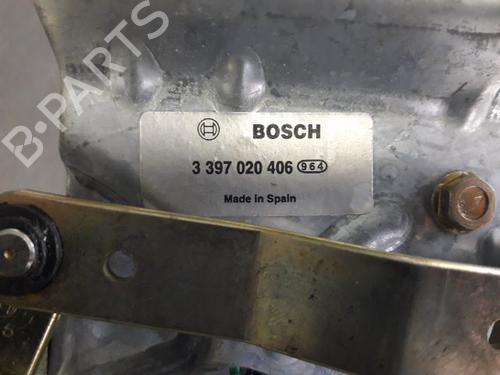 B-PARTS
BOSCH
3 397 020 406 964
Made in Spain